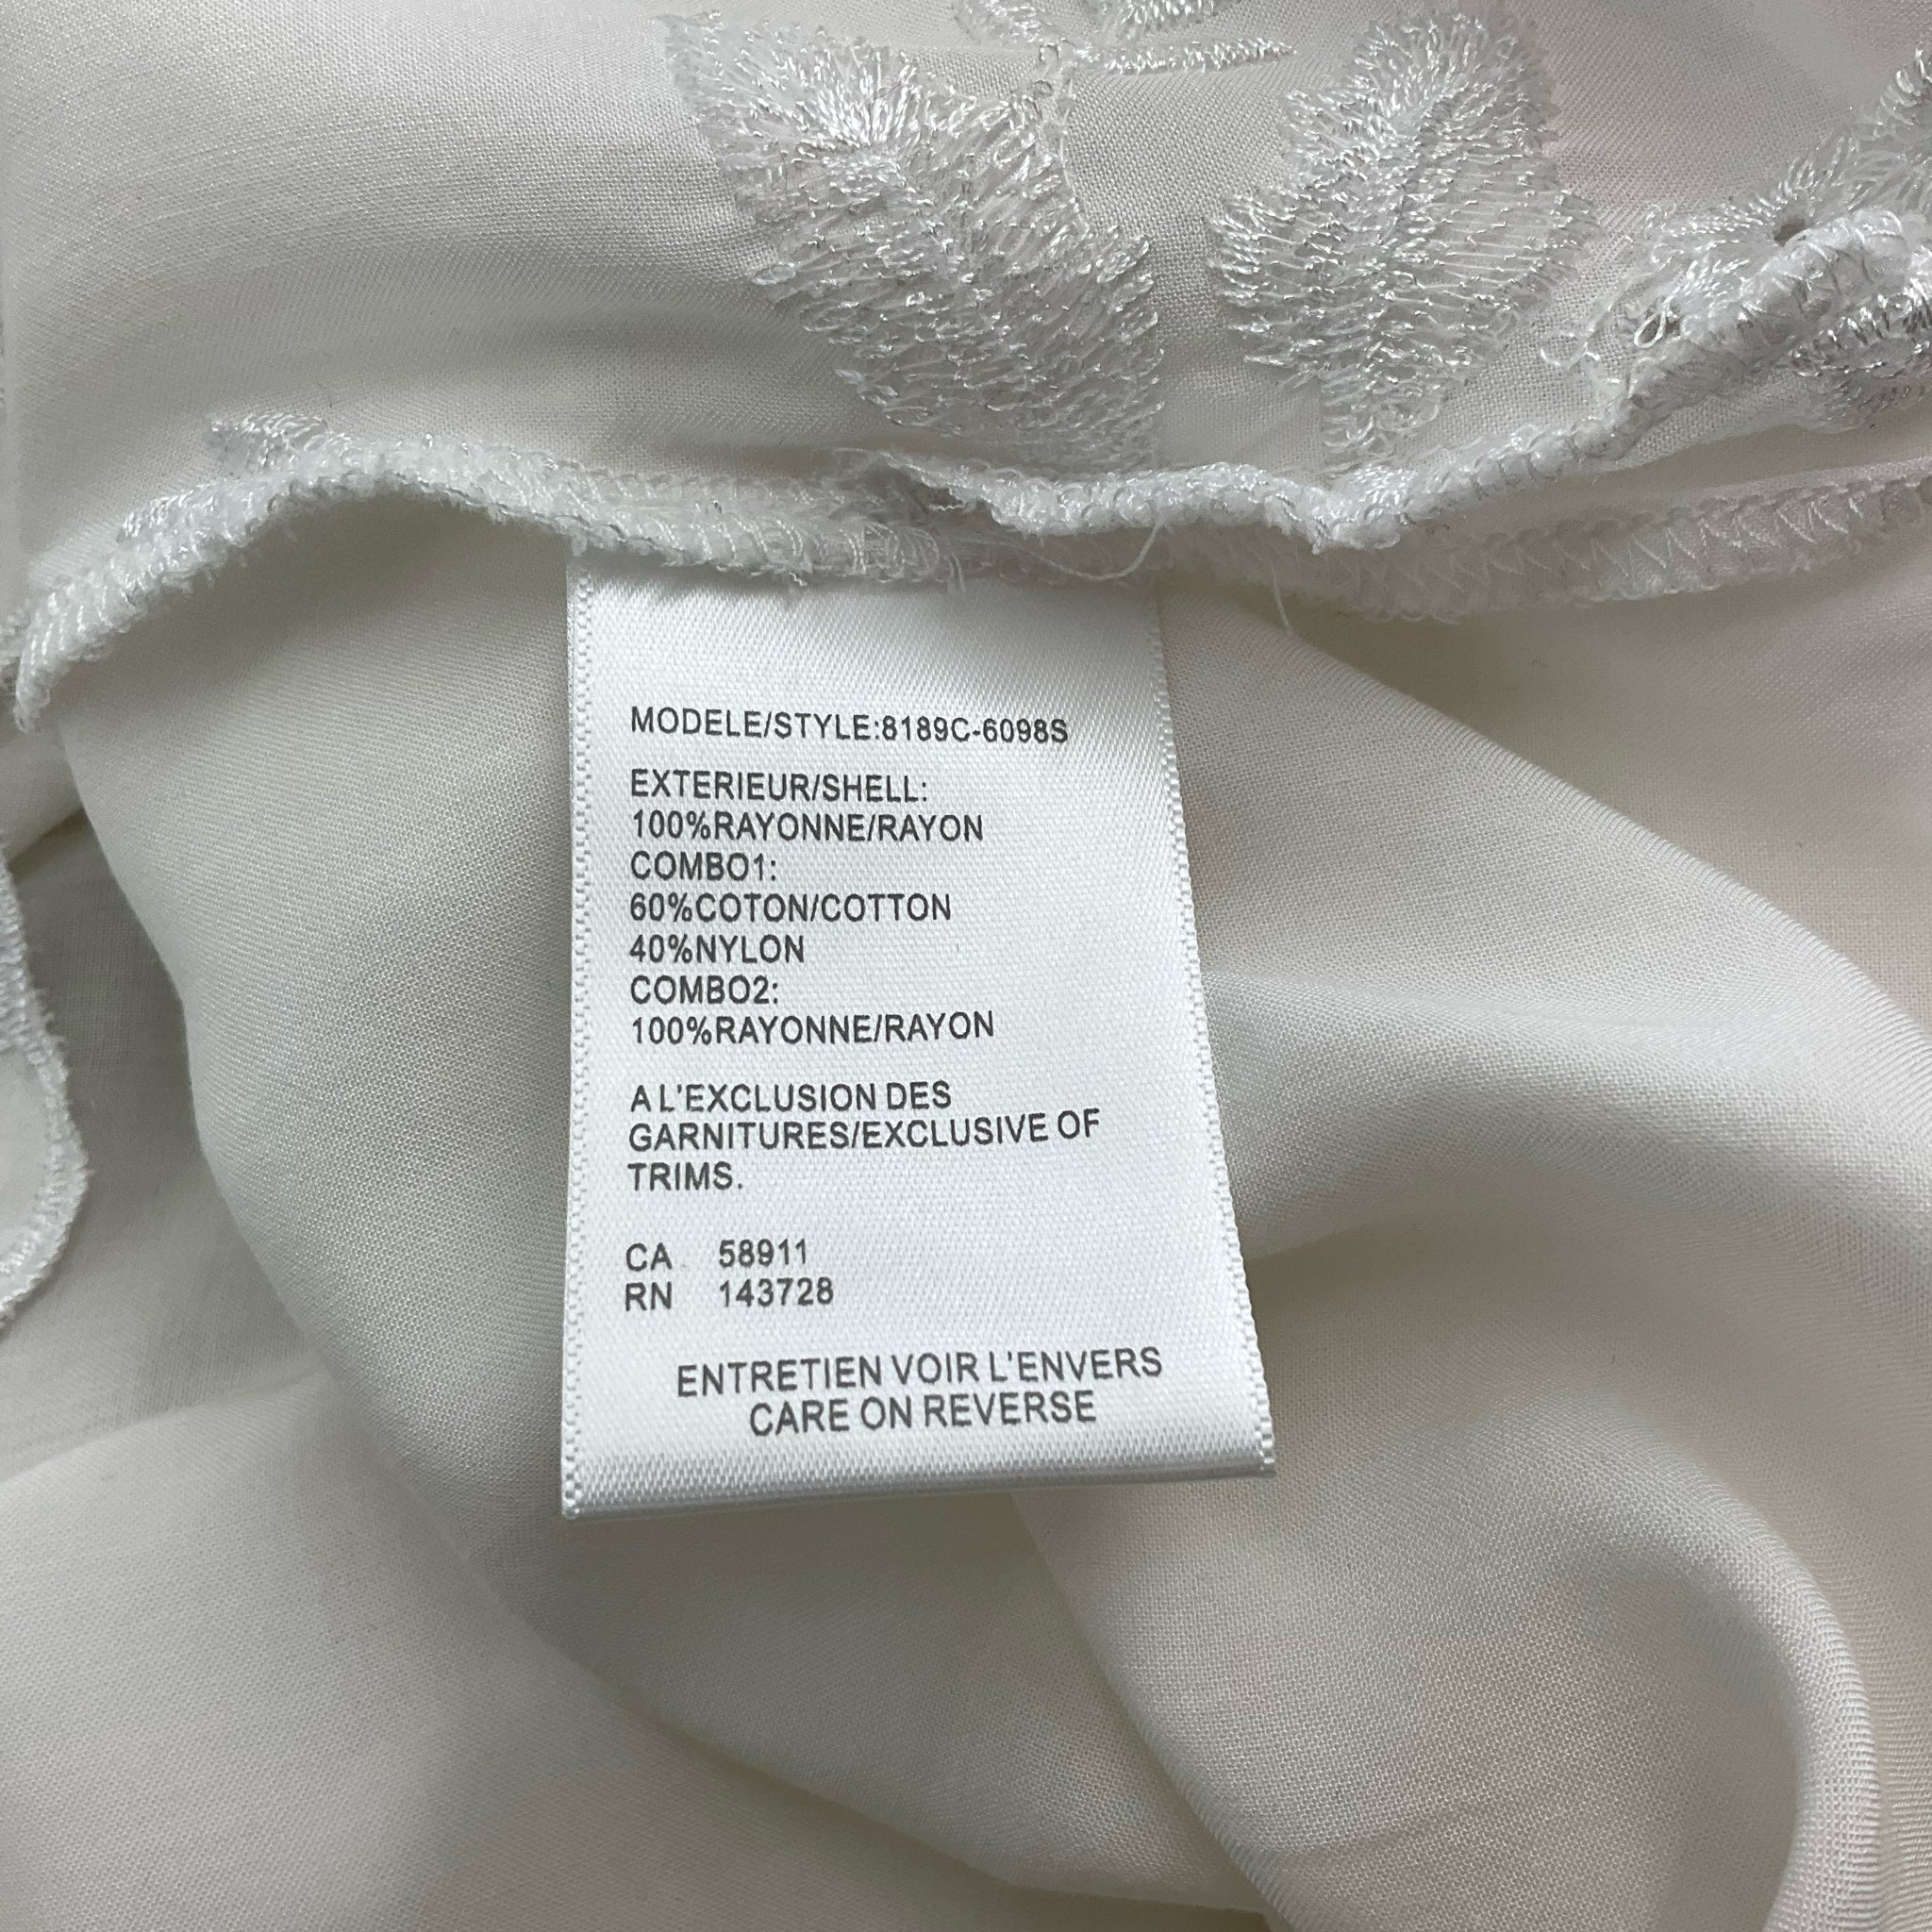 MODELE/STYLE:8189C-6098S
EXTERIEUR/SHELL:
100%RAYONNE/RAYON
COMBO1:
60%COTON/COTTON
40%NYLON
COMBO2:
100%RAYONNE/RAYON
A L'EXCLUSION DES
GARNITURES/EXCLUSIVE OF
TRIMS.
CA 58911
RN 143728
ENTRETIEN VOIR L'ENVERS
CARE ON REVERSE